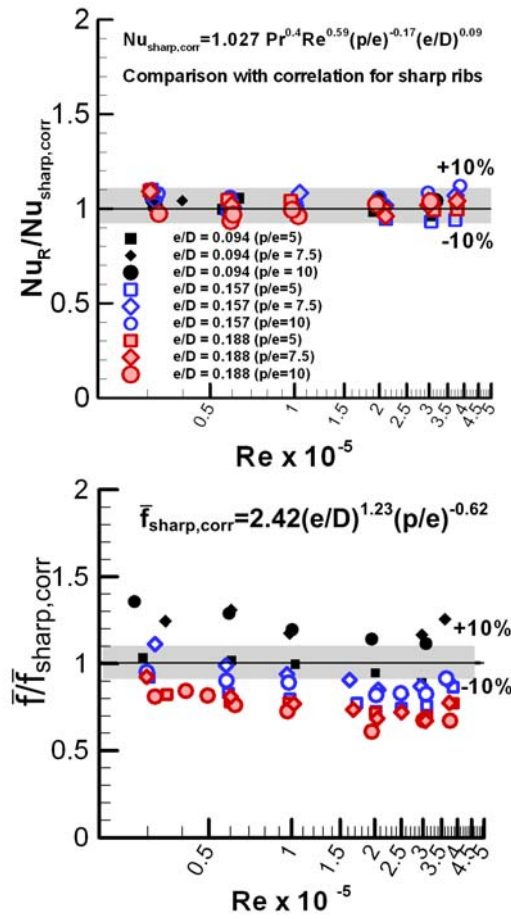 Nu_sharp,corr=1.027 Pr^0.4Re^0.59(p/e)^-0.17(e/D)^0.09
Comparison with correlation for sharp ribs
Nu_R/Nu_sharp,corr
2
1.5
1
0.5
0
+10%
-10%
e/D = 0.094 (p/e=5)
e/D = 0.094 (p/e = 7.5)
e/D = 0.094 (p/e = 10)
e/D = 0.157 (p/e=5)
e/D = 0.157 (p/e=7.5)
e/D = 0.157 (p/e=10)
e/D = 0.188 (p/e=5)
e/D = 0.188 (p/e=7.5)
e/D = 0.188 (p/e=10)
0.5 1 1.5 2 2.5 3 3.5 4 4.5 5
Re x 10^-5
f̄_sharp,corr=2.42(e/D)^1.23(p/e)^-0.62
f̄/f̄_sharp,corr
2
1.5
1
0.5
0
+10%
-10%
0.5 1 1.5 2 2.5 3 3.5 4 4.5 5
Re x 10^-5